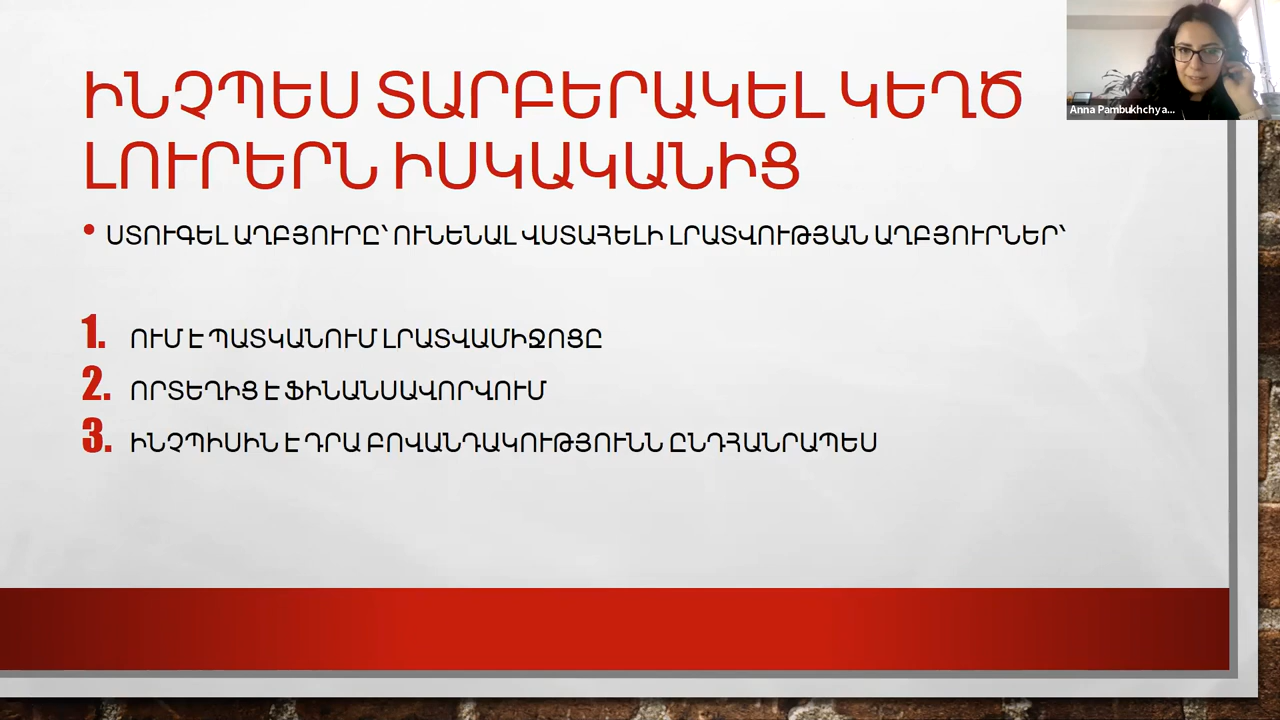 ԻՆՉՊԵՍ ՏԱՐԲԵՐԱԿԵԼ ԿԵՂԾ
ԼՈՒՐԵՐՆ ԻՍԿԱԿԱՆԻՑ
• ՍՏՈՒԳԵԼ ԱՂԲՅՈՒՐԸ՝ ՈՒՆԵՆԱԼ ՎՍՏԱՀԵԼԻ ԼՐԱՏՎՈՒԹՅԱՆ ԱՂԲՅՈՒՐՆԵՐ՝
1. ՈՒՄ Է ՊԱՏԿԱՆՈՒՄ ԼՐԱՏՎԱՄԻՋՈՑԸ
2. ՈՐՏԵՂԻՑ Է ՖԻՆԱՆՍԱՎՈՐՎՈՒՄ
3. ԻՆՉՊԻՍԻՆ Է ԴՐԱ ԲՈՎԱՆԴԱԿՈՒԹՅՈՒՆՆ ԸՆԴՀԱՆՐԱՊԵՍ
Anna Pambukhchya...